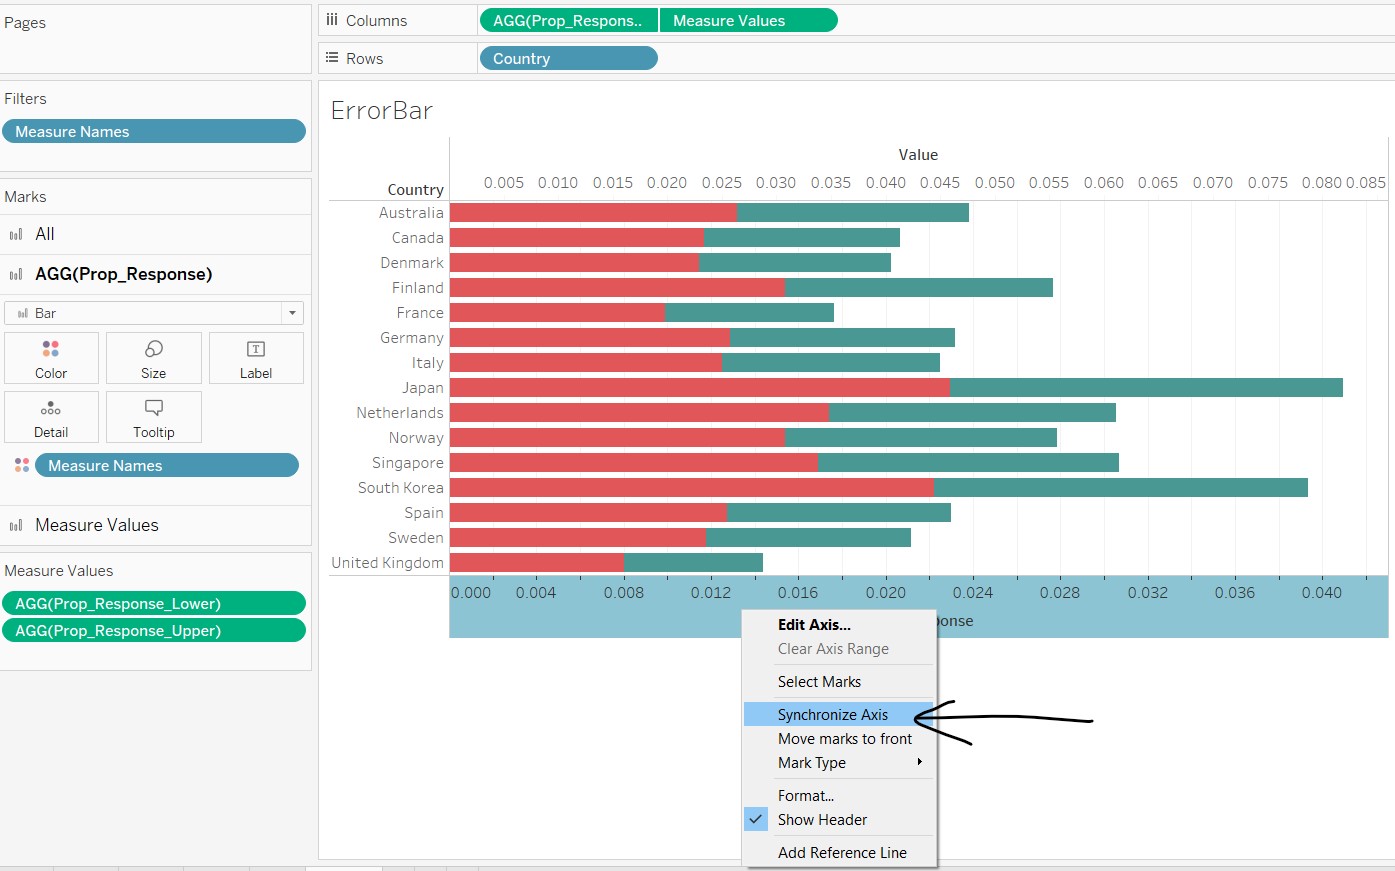 Pages
Columns
AGG(Prop_Respons.. Measure Values
Rows
Country
Filters
Measure Names
Marks
All
AGG(Prop_Response)
Bar
Color Size Label
Detail Tooltip
Measure Names
Measure Values
Measure Values
AGG(Prop_Response_Lower)
AGG(Prop_Response_Upper)
ErrorBar
Value
0.005 0.010 0.015 0.020 0.025 0.030 0.035 0.040 0.045 0.050 0.055 0.060 0.065 0.070 0.075 0.080 0.085
Country
Australia
Canada
Denmark
Finland
France
Germany
Italy
Japan
Netherlands
Norway
Singapore
South Korea
Spain
Sweden
United Kingdom
0.000 0.004 0.008 0.012 0.016 0.020 0.024 0.028 0.032 0.036 0.040
onse
Edit Axis...
Clear Axis Range
Select Marks
Synchronize Axis
Move marks to front
Mark Type
Format...
Show Header
Add Reference Line